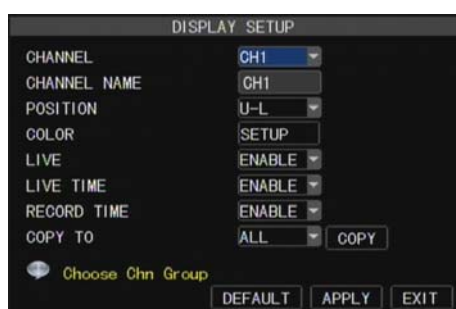 DISPLAY SETUP
CHANNEL CH1
CHANNEL NAME CH1
POSITION U-L
COLOR SETUP
LIVE ENABLE
LIVE TIME ENABLE
RECORD TIME ENABLE
COPY TO ALL COPY
Choose Chn Group
DEFAULT APPLY EXIT